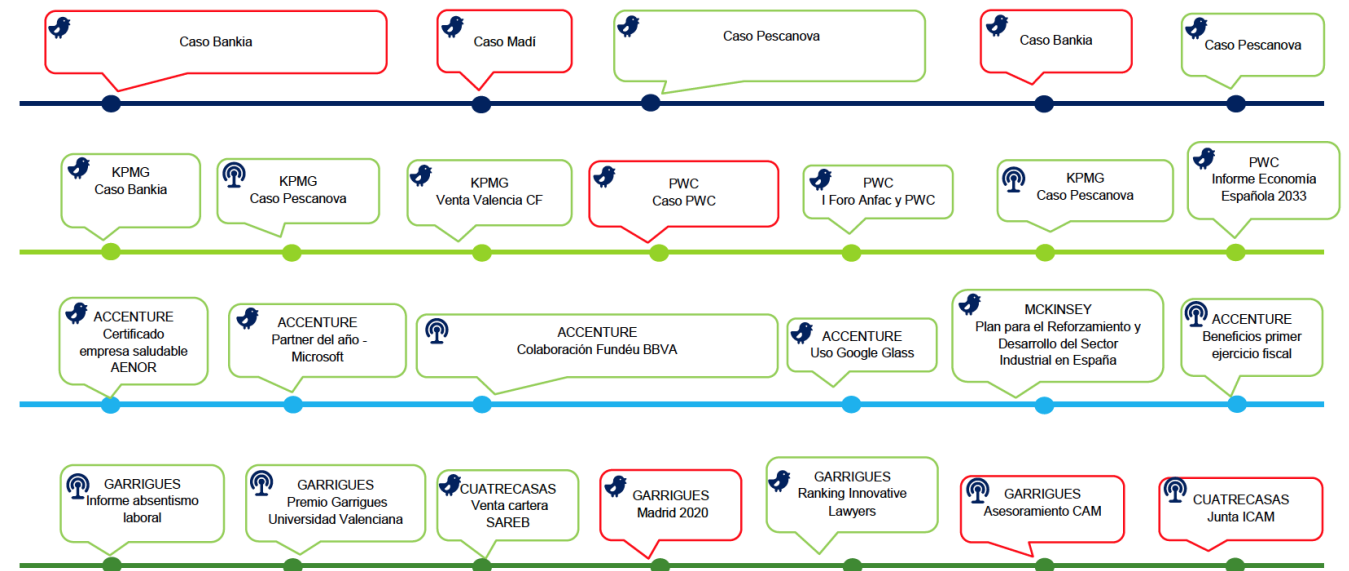 Caso Bankia
Caso Madí
Caso Pescanova
Caso Bankia
Caso Pescanova
KPMG
Caso Bankia
KPMG
Caso Pescanova
KPMG
Venta Valencia CF
PWC
Caso PWC
PWC
I Foro Anfac y PWC
KPMG
Caso Pescanova
PWC
Informe Economía
Española 2033
ACCENTURE
Certificado
empresa saludable
AENOR
ACCENTURE
Partner del año -
Microsoft
ACCENTURE
Colaboración Fundéu BBVA
ACCENTURE
Uso Google Glass
MCKINSEY
Plan para el Reforzamiento y
Desarrollo del Sector
Industrial en España
ACCENTURE
Beneficios primer
ejercicio fiscal
GARRIGUES
Informe absentismo
laboral
GARRIGUES
Premio Garrigues
Universidad Valenciana
CUATRECASAS
Venta cartera
SAREB
GARRIGUES
Madrid 2020
GARRIGUES
Ranking Innovative
Lawyers
GARRIGUES
Asesoramiento CAM
CUATRECASAS
Junta ICAM